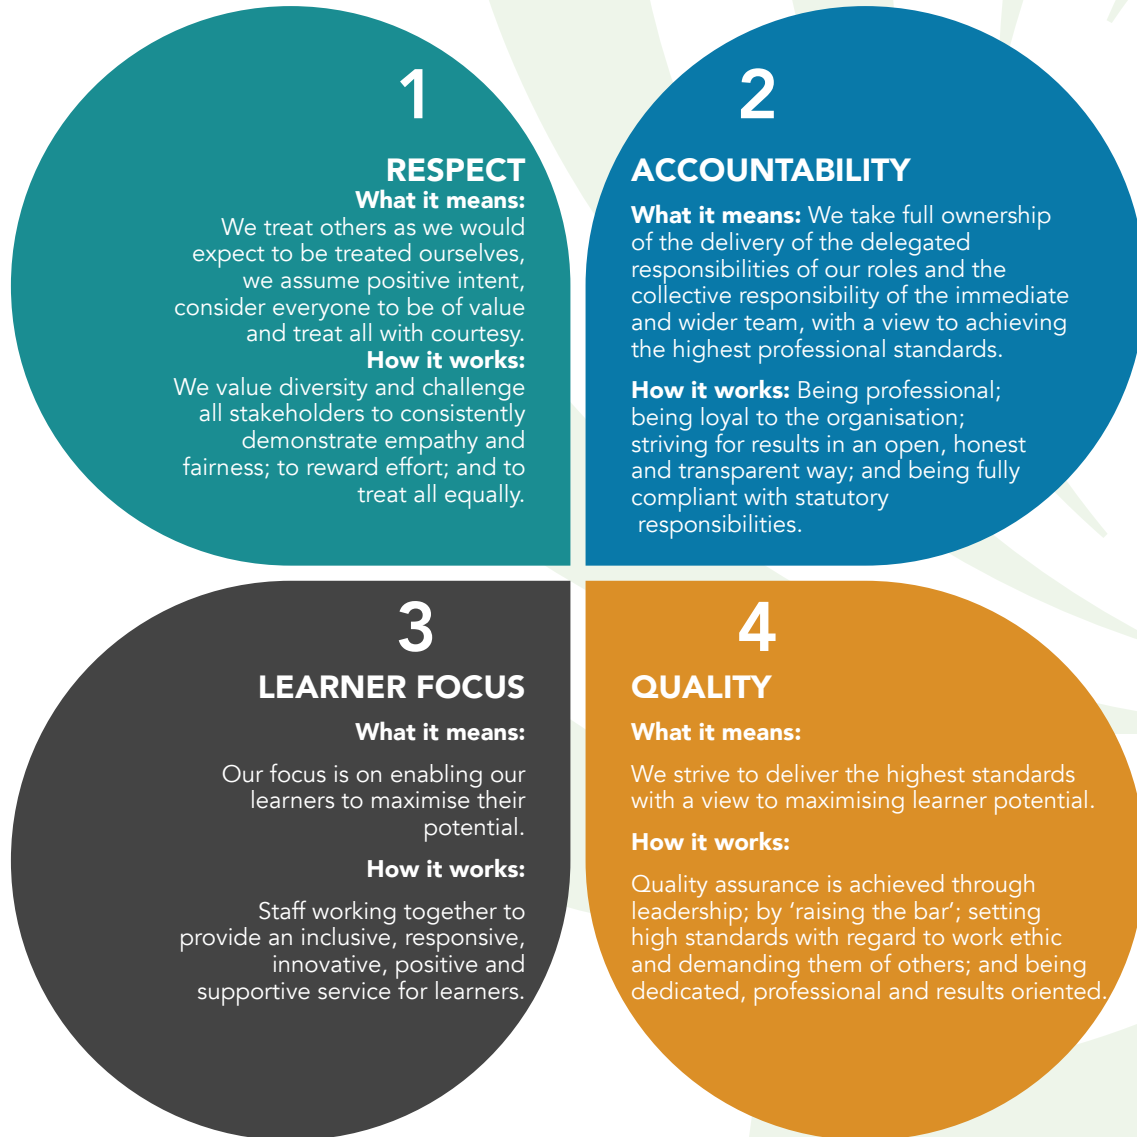 1
RESPECT
What it means:
We treat others as we would
expect to be treated ourselves,
we assume positive intent,
consider everyone to be of value
and treat all with courtesy.
How it works:
We value diversity and challenge
all stakeholders to consistently
demonstrate empathy and
fairness; to reward effort; and to
treat all equally.
2
ACCOUNTABILITY
What it means: We take full ownership
of the delivery of the delegated
responsibilities of our roles and the
collective responsibility of the immediate
and wider team, with a view to achieving
the highest professional standards.
How it works: Being professional;
being loyal to the organisation;
striving for results in an open, honest
and transparent way; and being fully
compliant with statutory
responsibilities.
3
LEARNER FOCUS
What it means:
Our focus is on enabling our
learners to maximise their
potential.
How it works:
Staff working together to
provide an inclusive, responsive,
innovative, positive and
supportive service for learners.
4
QUALITY
What it means:
We strive to deliver the highest standards
with a view to maximising learner potential.
How it works:
Quality assurance is achieved through
leadership; by ‘raising the bar’; setting
high standards with regard to work ethic
and demanding them of others; and being
dedicated, professional and results oriented.